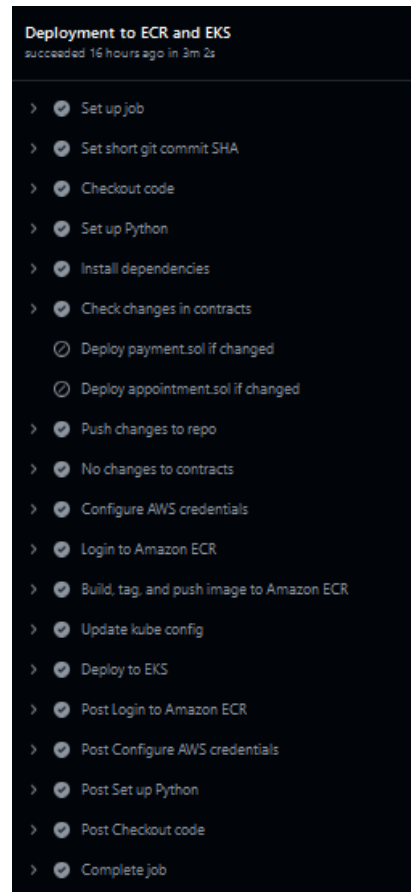 Deployment to ECR and EKS
succeeded 16 hours ago in 3m 2s
Set up job
Set short git commit SHA
Checkout code
Set up Python
Install dependencies
Check changes in contracts
Deploy payment.sol if changed
Deploy appointment.sol if changed
Push changes to repo
No changes to contracts
Configure AWS credentials
Login to Amazon ECR
Build, tag, and push image to Amazon ECR
Update kube config
Deploy to EKS
Post Login to Amazon ECR
Post Configure AWS credentials
Post Set up Python
Post Checkout code
Complete job